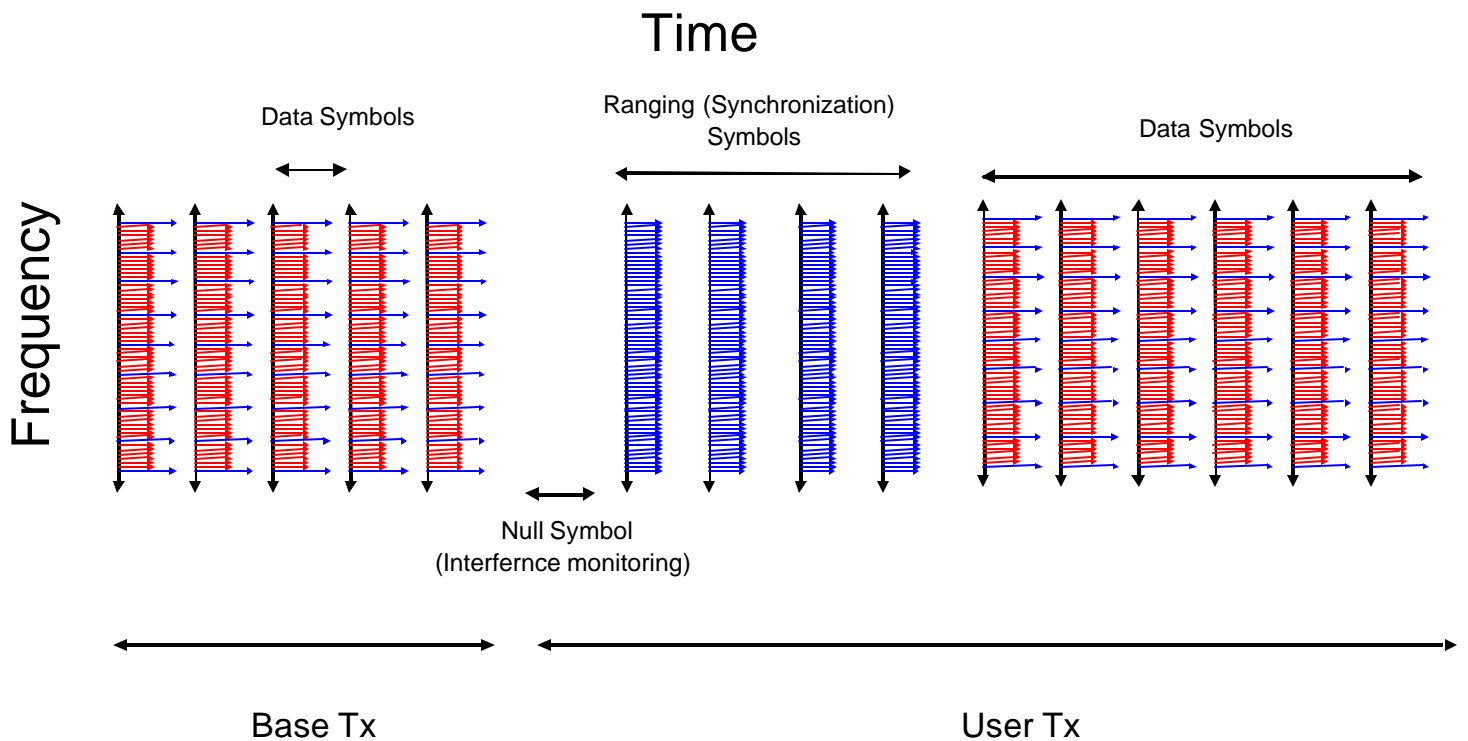 Time
Data Symbols
Ranging (Synchronization)
Symbols
Data Symbols
Frequency
Null Symbol
(Interfernce monitoring)
Base Tx
User Tx